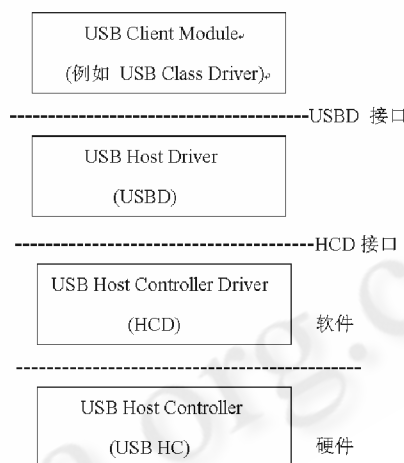 USB Client Module
(例如 USB Class Driver)
USBD 接口
USB Host Driver
(USBD)
HCD 接口
USB Host Controller Driver
(HCD)
软件
USB Host Controller
(USB HC)
硬件